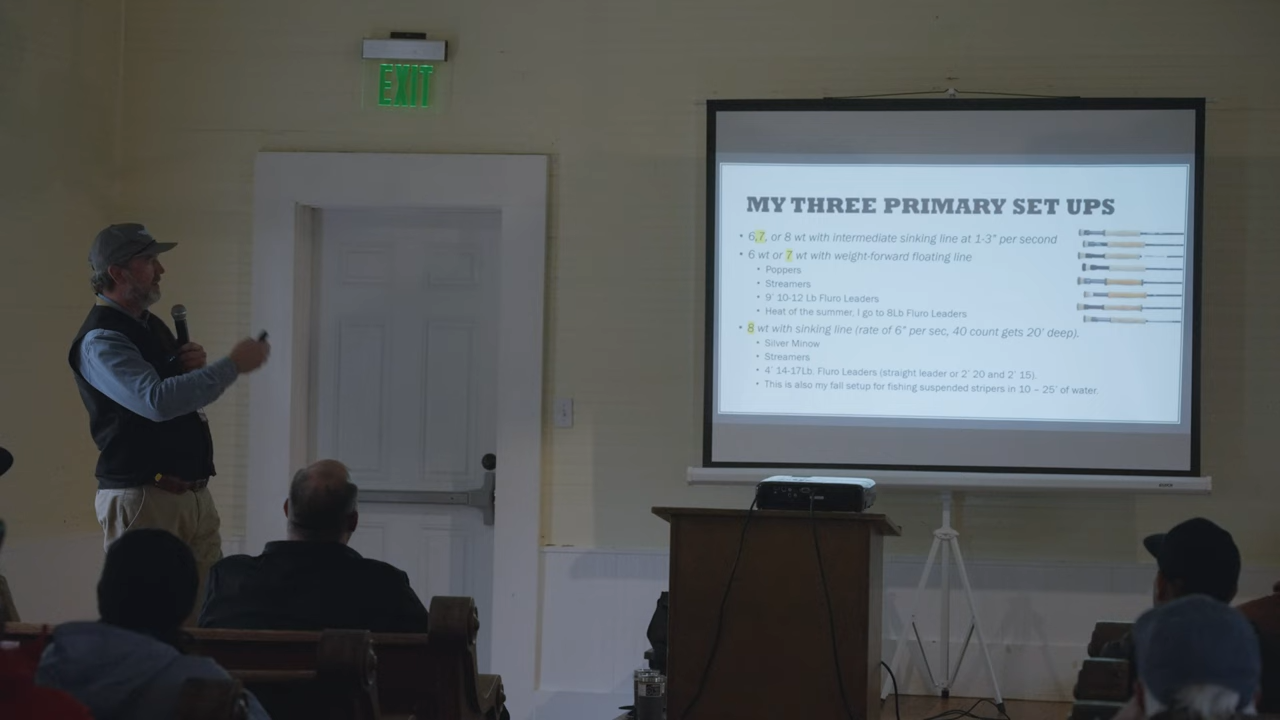 EXIT
MY THREE PRIMARY SET UPS
• 6,7, or 8 wt with intermediate sinking line at 1-3" per second
• 6 wt or 7 wt with weight-forward floating line
• Poppers
• Streamers
• 9' 10-12 Lb Fluro Leaders
• Heat of the summer, I go to 8Lb Fluro Leaders
• 8 wt with sinking line (rate of 6" per sec, 40 count gets 20' deep).
• Silver Minow
• Streamers
• 4' 14-17Lb. Fluro Leaders (straight leader or 2' 20 and 2' 15).
• This is also my fall setup for fishing suspended stripers in 10 – 25' of water.